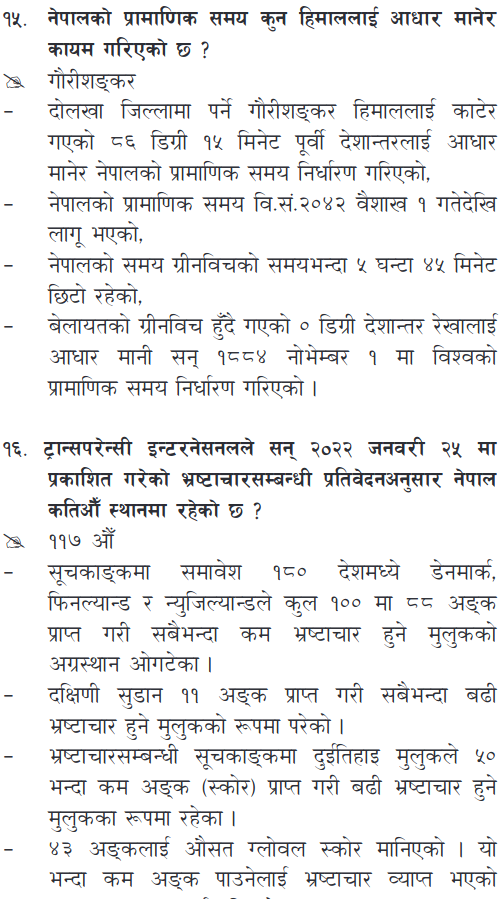 १५. नेपालको प्रामाणिक समय कुन हिमाललाई आधार मानेर
कायम गरिएको छ ?
गौरीशङ्कर
– दोलखा जिल्लामा पर्ने गौरीशङ्कर हिमाललाई काटेर
गएको ८६ डिग्री १५ मिनेट पूर्वी देशान्तरलाई आधार
मानेर नेपालको प्रामाणिक समय निर्धारण गरिएको,
– नेपालको प्रामाणिक समय वि.सं.२०४२ वैशाख १ गतेदेखि
लागू भएको,
– नेपालको समय ग्रीनविचको समयभन्दा ५ घन्टा ४५ मिनेट
छिटो रहेको,
– बेलायतको ग्रीनविच हुँदै गएको ० डिग्री देशान्तर रेखालाई
आधार मानी सन् १८८४ नोभेम्बर १ मा विश्वको
प्रामाणिक समय निर्धारण गरिएको ।
१६. ट्रान्सपरेन्सी इन्टरनेसनलले सन् २०२२ जनवरी २५ मा
प्रकाशित गरेको भ्रष्टाचारसम्बन्धी प्रतिवेदनअनुसार नेपाल
कतिऔँ स्थानमा रहेको छ ?
११७ औँ
– सूचकाङ्कमा समावेश १८० देशमध्ये डेनमार्क,
फिनल्यान्ड र न्युजिल्यान्डले कुल १०० मा ८८ अङ्क
प्राप्त गरी सबैभन्दा कम भ्रष्टाचार हुने मुलुकको
अग्रस्थान ओगटेका ।
– दक्षिणी सुडान ११ अङ्क प्राप्त गरी सबैभन्दा बढी
भ्रष्टाचार हुने मुलुकको रूपमा परेको ।
– भ्रष्टाचारसम्बन्धी सूचकाङ्कमा दुईतिहाइ मुलुकले ५०
भन्दा कम अङ्क (स्कोर) प्राप्त गरी बढी भ्रष्टाचार हुने
मुलुकका रूपमा रहेका ।
– ४३ अङ्कलाई औसत ग्लोवल स्कोर मानिएको । यो
भन्दा कम अङ्क पाउनेलाई भ्रष्टाचार व्याप्त भएको